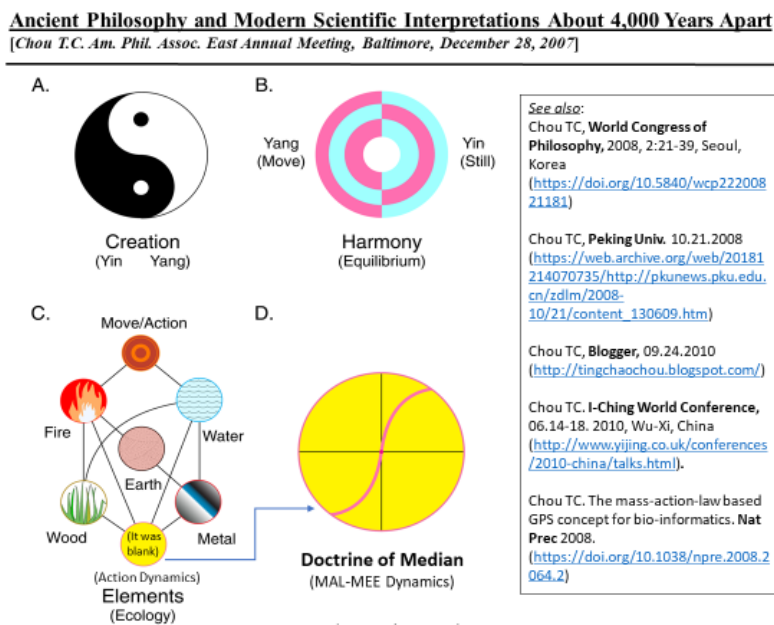 Ancient Philosophy and Modern Scientific Interpretations About 4,000 Years Apart
[Chou T.C. Am. Phil. Assoc. East Annual Meeting, Baltimore, December 28, 2007]
A.
Creation
(Yin Yang)
B.
Yang
(Move)
Yin
(Still)
Harmony
(Equilibrium)
C.
Move/Action
Fire
Water
Earth
Wood
Metal
(It was
blank)
(Action Dynamics)
Elements
(Ecology)
D.
Doctrine of Median
(MAL-MEE Dynamics)
See also:
Chou TC, World Congress of
Philosophy, 2008, 2:21-39, Seoul,
Korea
(https://doi.org/10.5840/wcp222008
21181)
Chou TC, Peking Univ. 10.21.2008
(https://web.archive.org/web/20181
214070735/http://pkunews.pku.edu.
cn/zdlm/2008-
10/21/content_130609.htm)
Chou TC, Blogger, 09.24.2010
(http://tingchaochou.blogspot.com/)
Chou TC. I-Ching World Conference,
06.14-18. 2010, Wu-Xi, China
(http://www.yijing.co.uk/conferences
/2010-china/talks.html).
Chou TC. The mass-action-law based
GPS concept for bio-informatics. Nat
Prec 2008.
(https://doi.org/10.1038/npre.2008.2
064.2)